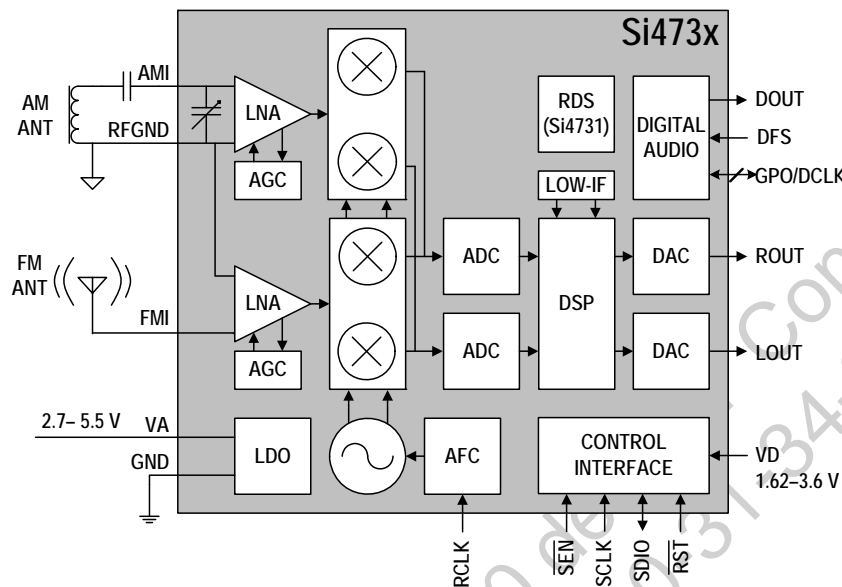 Si473x
AMI
AM
ANT
RFGND
LNA
AGC
RDS
(Si4731)
DIGITAL
AUDIO
DOUT
DFS
GPO/DCLK
LOW-IF
FM
ANT
FMI
LNA
AGC
ADC
ADC
DSP
DAC
DAC
ROUT
LOUT
2.7– 5.5 V
VA
GND
LDO
AFC
CONTROL
INTERFACE
VD
1.62–3.6 V
RCLK
SEN
SCLK
SDIO
RST